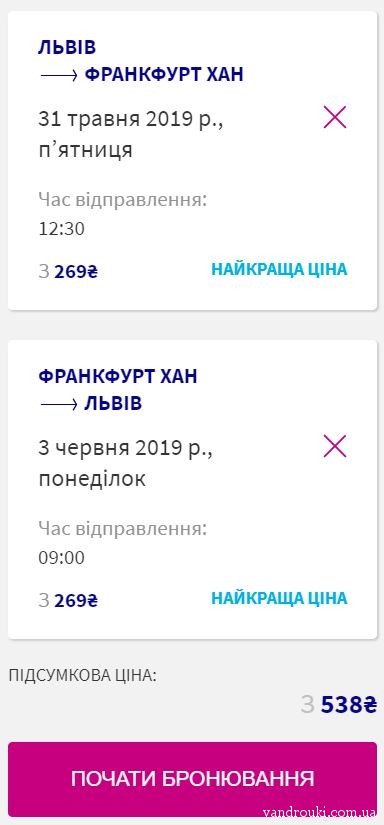 ЛЬВІВ
ФРАНКФУРТ ХАН
31 травня 2019 р.,
п’ятниця
Час відправлення:
12:30
З 269₴
НАЙКРАЩА ЦІНА
ФРАНКФУРТ ХАН
ЛЬВІВ
3 червня 2019 р.,
понеділок
Час відправлення:
09:00
З 269₴
НАЙКРАЩА ЦІНА
ПІДСУМКОВА ЦІНА:
З 538₴
ПОЧАТИ БРОНЮВАННЯ
vandrouki.com.ua